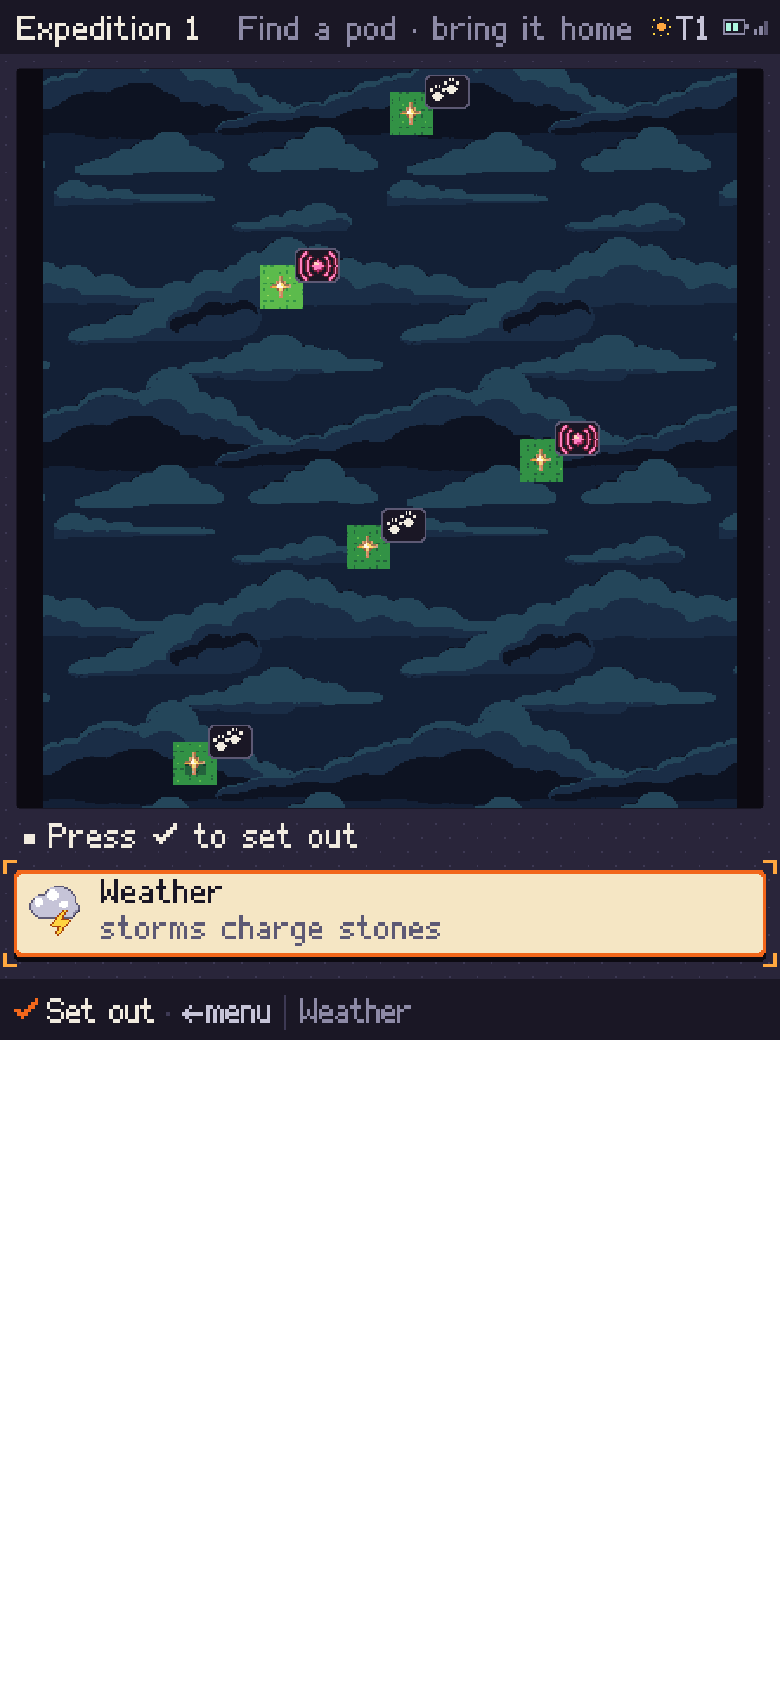 Expedition 1 Find a pod · bring it home T1
▪ Press ✓ to set out
Weather
storms charge stones
✓ Set out · ←menu | Weather